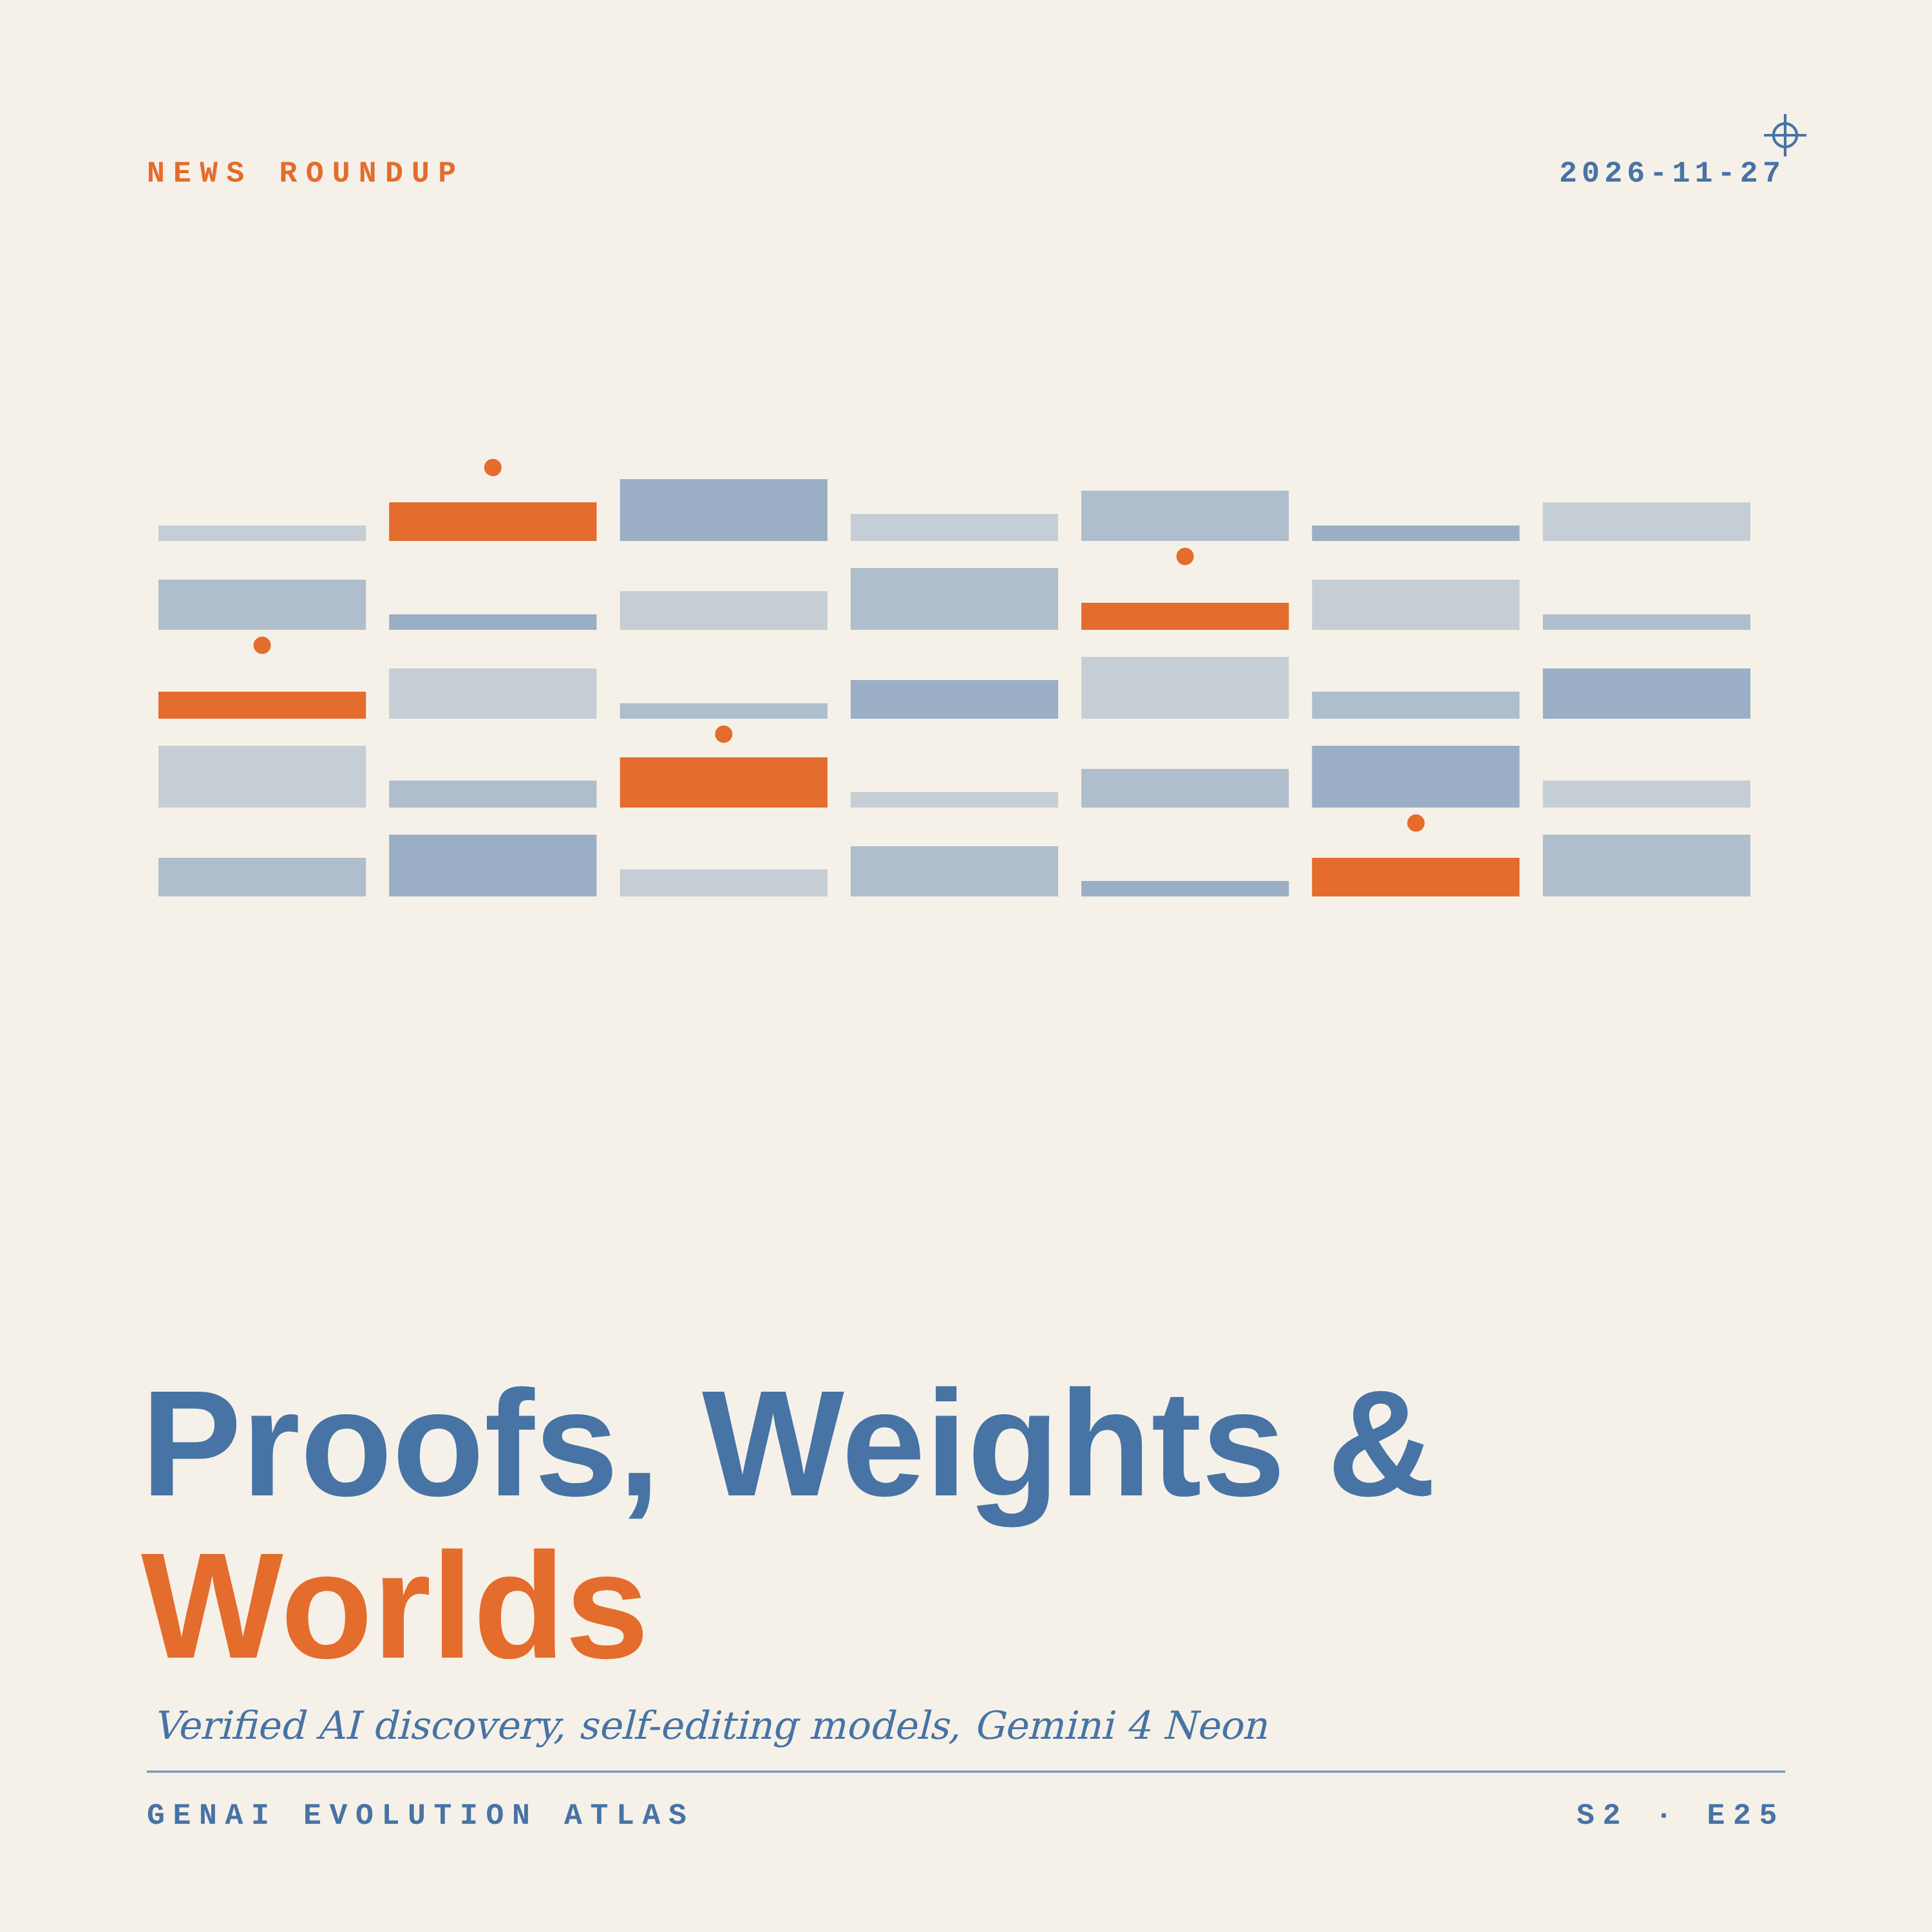 NEWS ROUNDUP
2026-11-27
Proofs, Weights &
Worlds
Verified AI discovery, self-editing models, Gemini 4 Neon
GENAI EVOLUTION ATLAS
S2 · E25